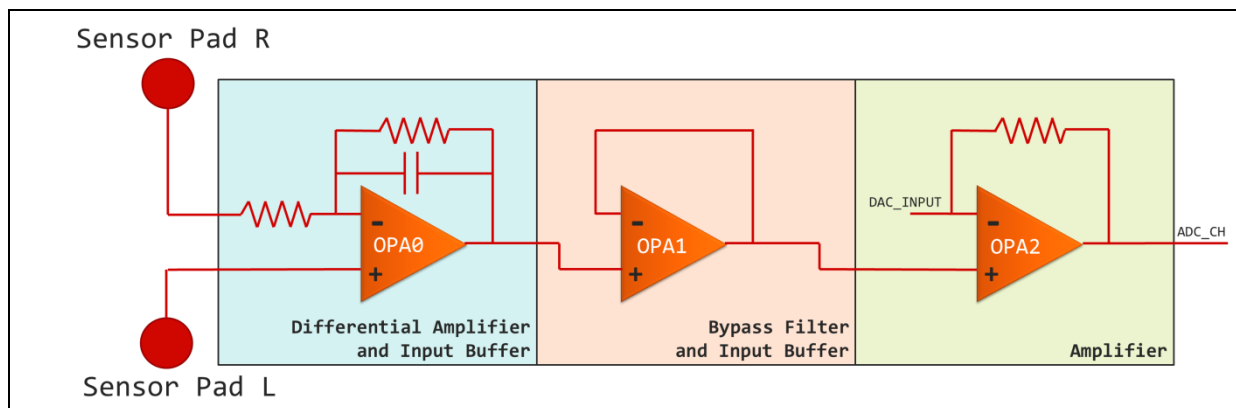 Sensor Pad R
-
OPA0
+
Differential Amplifier
and Input Buffer
Sensor Pad L
-
OPA1
+
Bypass Filter
and Input Buffer
DAC_INPUT
-
OPA2
+
ADC_CH
Amplifier